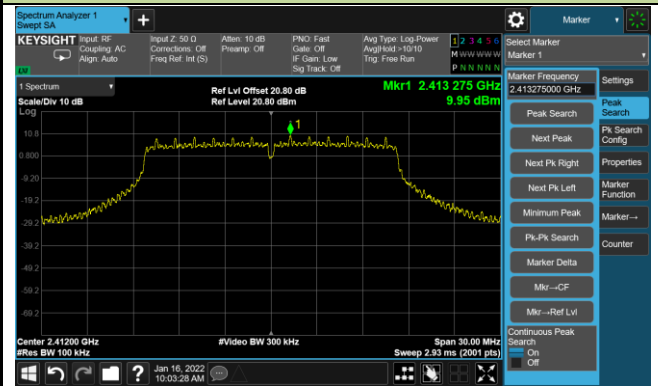 Spectrum Analyzer 1
Swept SA
Marker
KEYSIGHT
Input: RF
Coupling: AC
Align: Auto
Input Z: 50 Ω
Corrections: Off
Freq Ref: Int (S)
Atten: 10 dB
Preamp: Off
PNO: Fast
Gate: Off
IF Gain: Low
Sig Track: Off
Avg Type: Log-Power
Avg|Hold >10/10
Trig: Free Run
1 2 3 4 5 6
M W W W W W
P N N N N N
LXI
1 Spectrum
Scale/Div 10 dB
Log
Ref Lvl Offset 20.80 dB
Ref Level 20.80 dBm
Mkr1 2.413 275 GHz
9.95 dBm
1
10.8
0.800
-9.20
-19.2
-29.2
-39.2
-49.2
-59.2
-69.2
Center 2.41200 GHz
#Res BW 100 kHz
#Video BW 300 kHz
Span 30.00 MHz
Sweep 2.93 ms (2001 pts)
Select Marker
Marker 1
Marker Frequency
2.413275000 GHz
Peak Search
Next Peak
Next Pk Right
Next Pk Left
Minimum Peak
Pk-Pk Search
Marker Delta
Mkr→CF
Mkr→Ref Lvl
Continuous Peak
Search
On
Off
Settings
Peak
Search
Pk Search
Config
Properties
Marker
Function
Marker→
Counter
Jan 16, 2022
10:03:28 AM